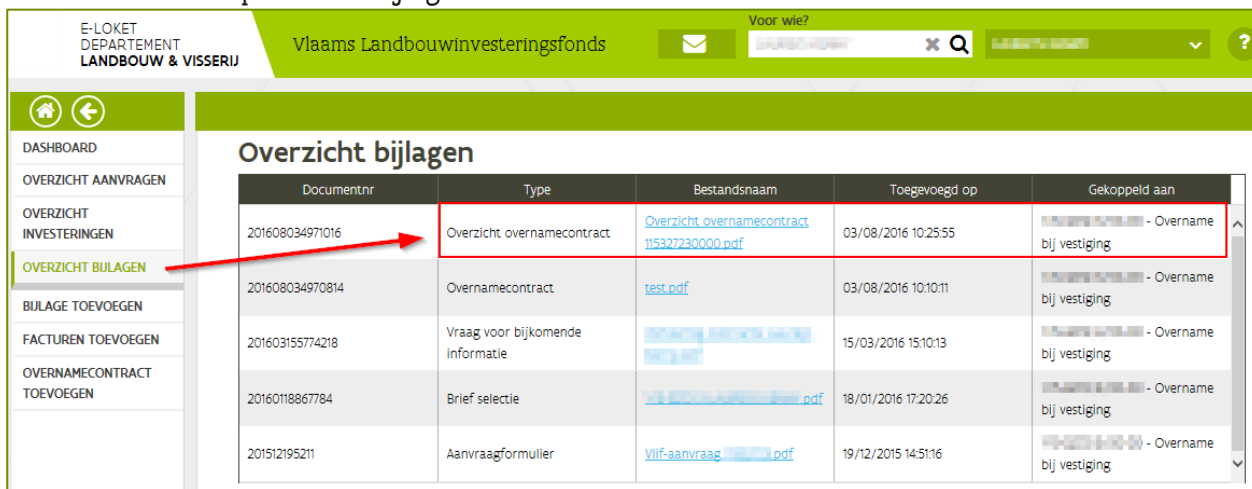 E-LOKET
DEPARTEMENT
LANDBOUW & VISSERIJ
Vlaams Landbouwinvesteringsfonds
Voor wie?
?
DASHBOARD
OVERZICHT AANVRAGEN
OVERZICHT
INVESTERINGEN
OVERZICHT BIJLAGEN
BIJLAGE TOEVOEGEN
FACTUREN TOEVOEGEN
OVERNAMECONTRACT
TOEVOEGEN
Overzicht bijlagen
Documentnr Type Bestandsnaam Toegevoegd op Gekoppeld aan
201608034971016 Overzicht overnamecontract Overzicht overnamecontract 03/08/2016 10:25:55 - Overname
115327230000.pdf bij vestiging
201608034970814 Overnamecontract test.pdf 03/08/2016 10:10:11 - Overname
bij vestiging
201603155774218 Vraag voor bijkomende 15/03/2016 15:10:13 - Overname
informatie bij vestiging
20160118867784 Brief selectie .pdf 18/01/2016 17:20:26 - Overname
bij vestiging
201512195211 Aanvraagformulier Vlif-aanvraag .pdf 19/12/2015 14:51:16 - Overname
bij vestiging